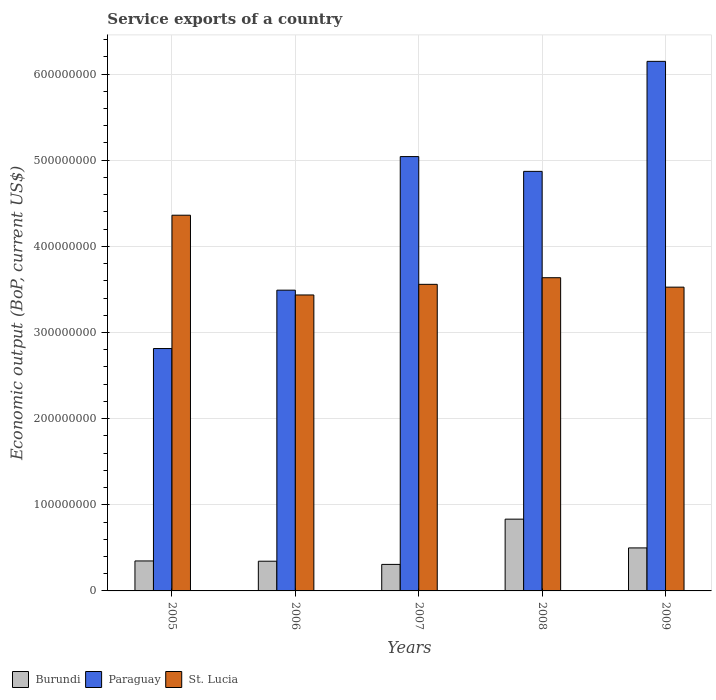 Service exports of a country
Economic output (BoP, current US$)
600000000
500000000
400000000
300000000
200000000
100000000
0
2005
2006
2007
2008
2009
Years
Burundi
Paraguay
St. Lucia